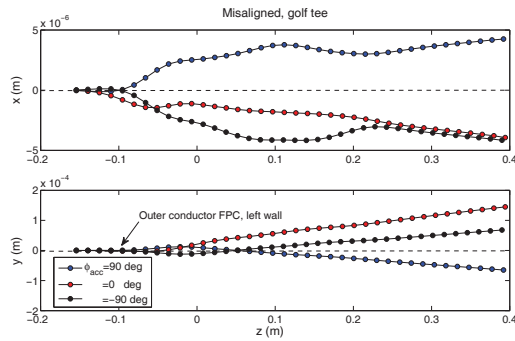 Misaligned, golf tee
5
x 10⁻⁶
0
−5
x (m)
−0.2 −0.1 0 0.1 0.2 0.3 0.4
2
x 10⁻⁴
1
0
−1
−2
y (m)
Outer conductor FPC, left wall
ϕacc=90 deg
=0 deg
=−90 deg
−0.2 −0.1 0 0.1 0.2 0.3 0.4
z (m)